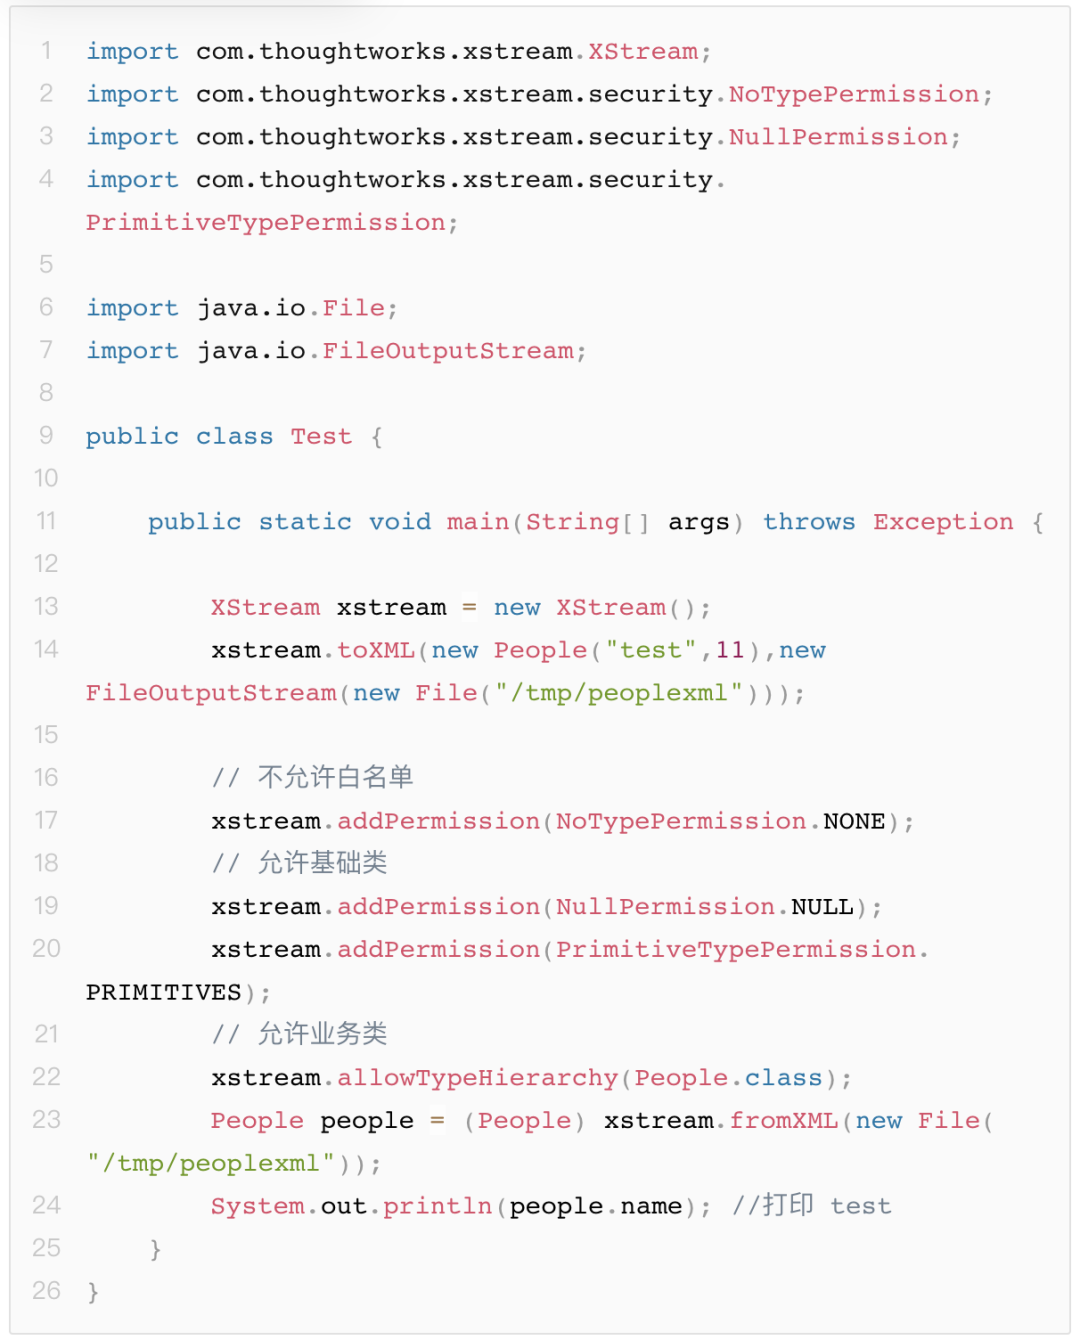 1 import com.thoughtworks.xstream.XStream;
2 import com.thoughtworks.xstream.security.NoTypePermission;
3 import com.thoughtworks.xstream.security.NullPermission;
4 import com.thoughtworks.xstream.security.
PrimitiveTypePermission;
5
6 import java.io.File;
7 import java.io.FileOutputStream;
8
9 public class Test {
10
11     public static void main(String[] args) throws Exception {
12
13         XStream xstream = new XStream();
14         xstream.toXML(new People("test",11),new
FileOutputStream(new File("/tmp/peoplexml")));
15
16         // 不允许白名单
17         xstream.addPermission(NoTypePermission.NONE);
18         // 允许基础类
19         xstream.addPermission(NullPermission.NULL);
20         xstream.addPermission(PrimitiveTypePermission.
PRIMITIVES);
21         // 允许业务类
22         xstream.allowTypeHierarchy(People.class);
23         People people = (People) xstream.fromXML(new File(
"/tmp/peoplexml"));
24         System.out.println(people.name); //打印 test
25     }
26 }